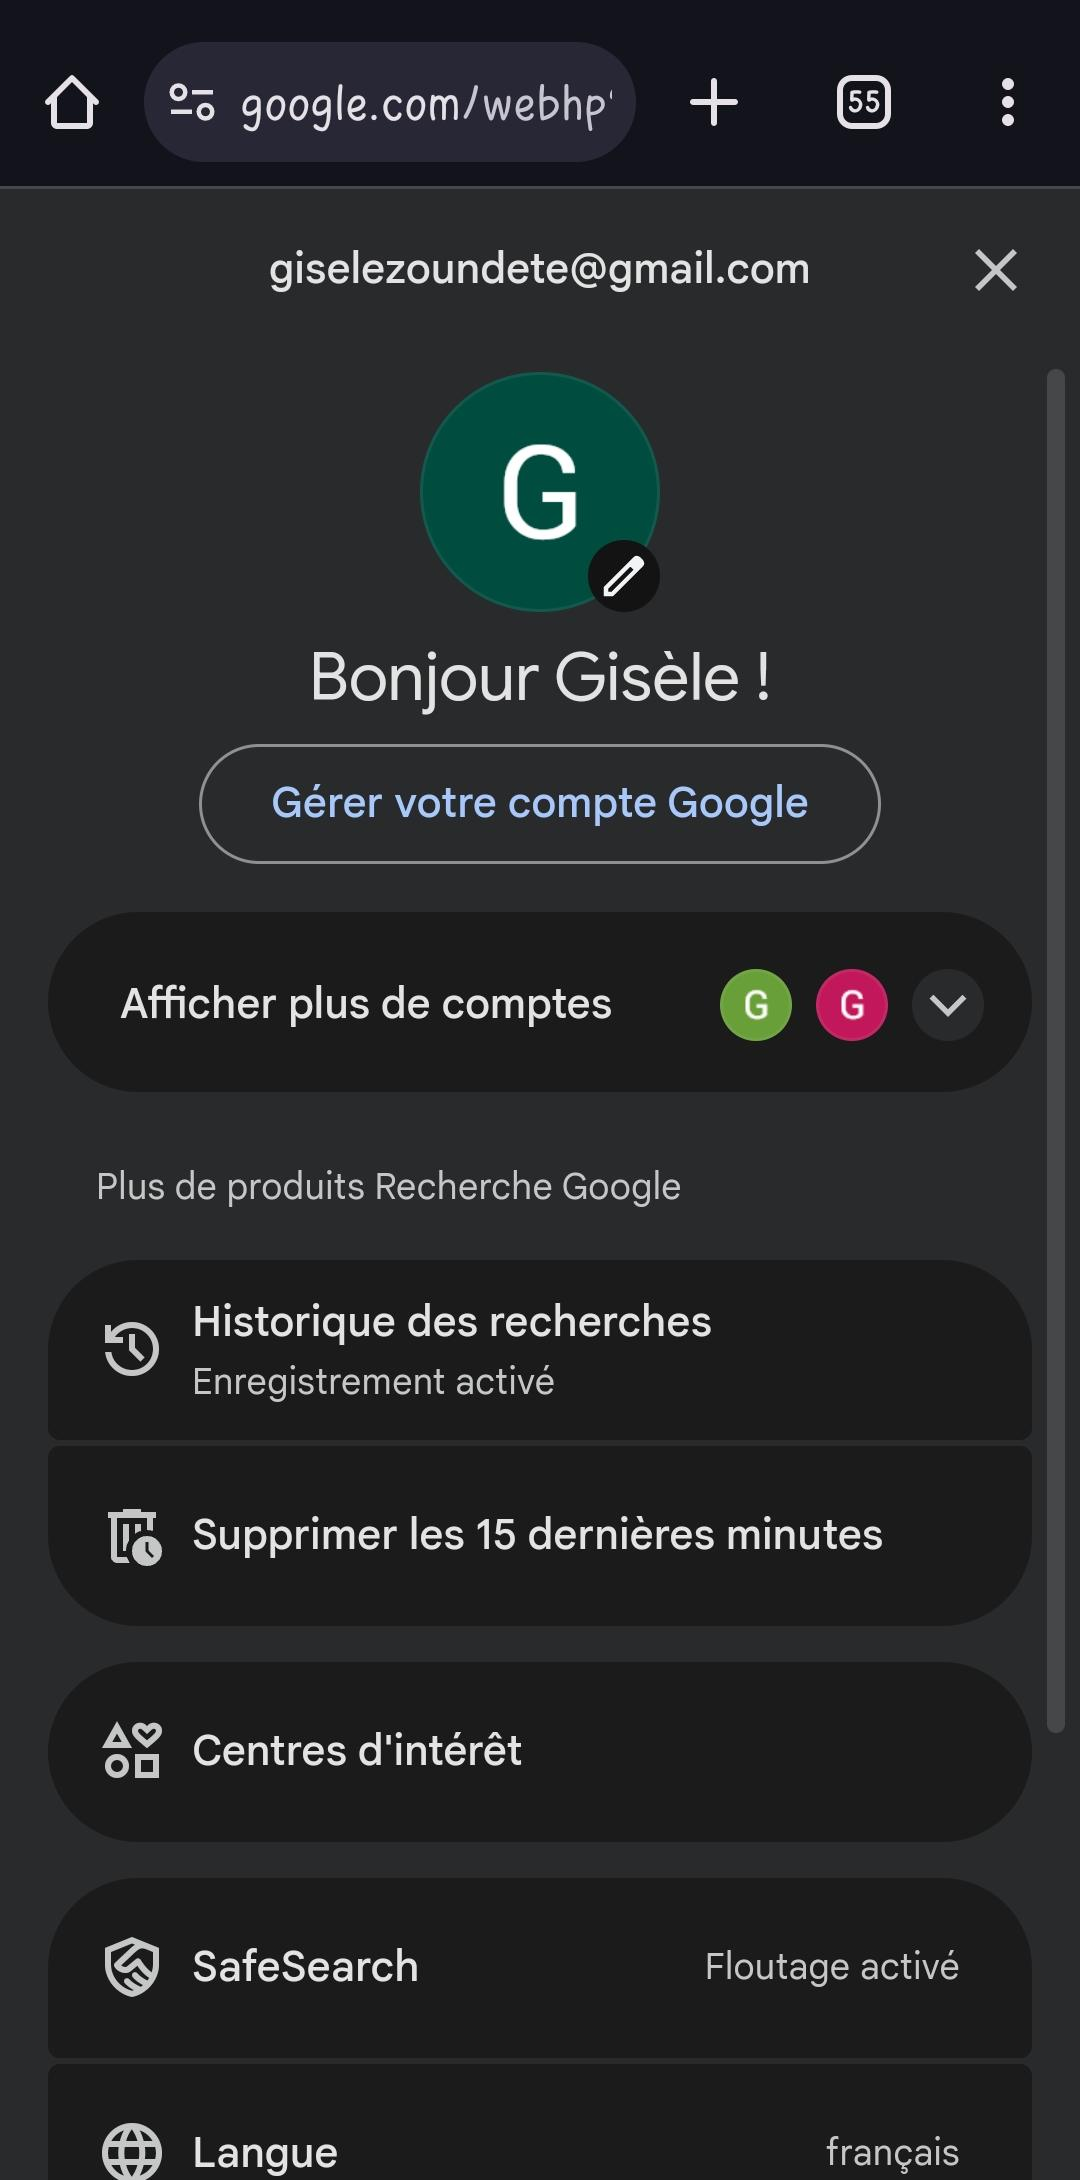 google.com/webhp
55
giselezoundete@gmail.com
G
Bonjour Gisèle !
Gérer votre compte Google
Afficher plus de comptes G G
Plus de produits Recherche Google
Historique des recherches
Enregistrement activé
Supprimer les 15 dernières minutes
Centres d'intérêt
SafeSearch Floutage activé
Langue français